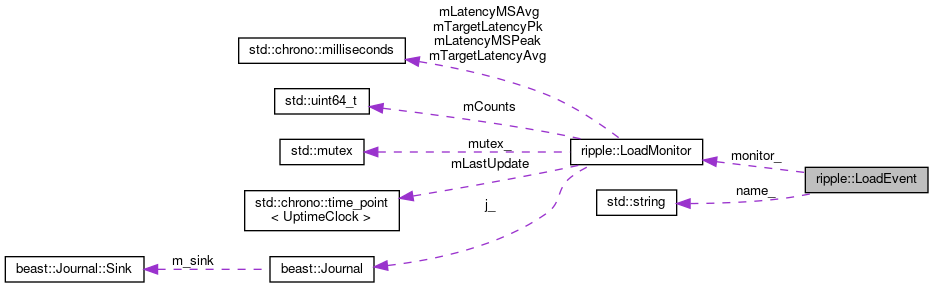 mLatencyMSAvg
mTargetLatencyPk
mLatencyMSPeak
mTargetLatencyAvg
std::chrono::milliseconds
std::uint64_t
mCounts
std::mutex
mutex_
ripple::LoadMonitor
monitor_
ripple::LoadEvent
mLastUpdate
std::chrono::time_point
< UptimeClock >
name_
std::string
j_
beast::Journal::Sink
m_sink
beast::Journal